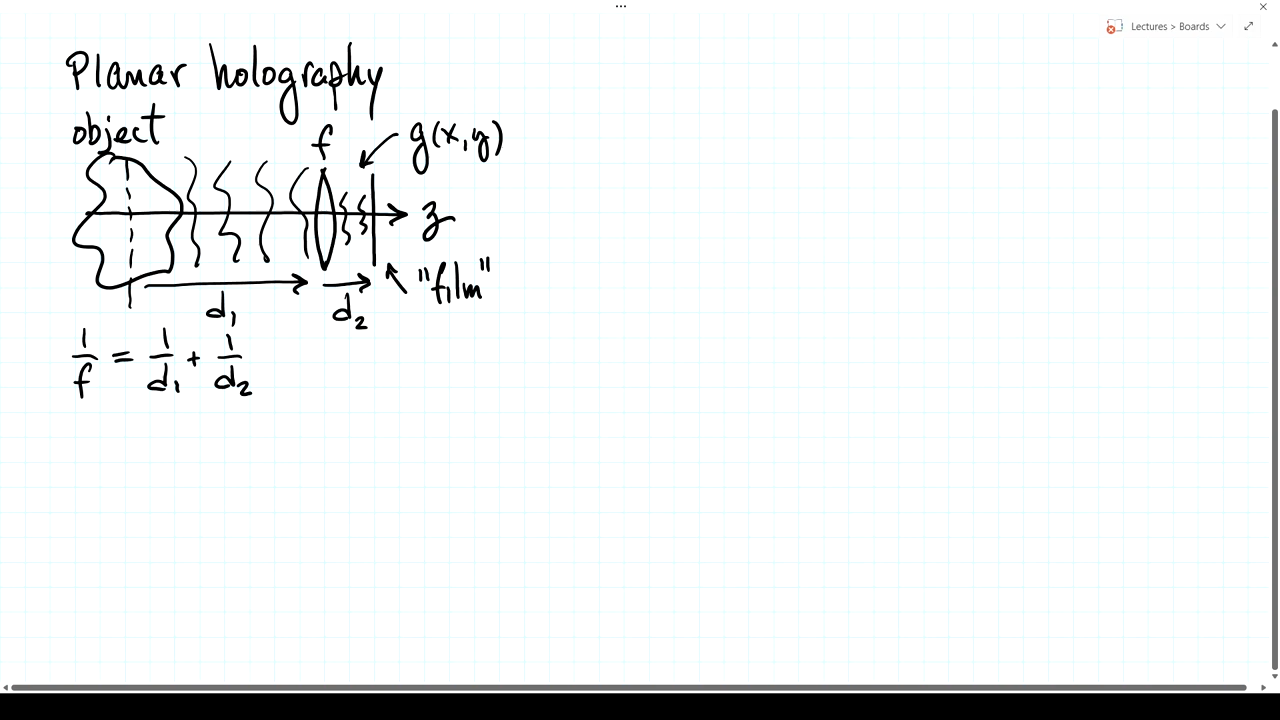 Lectures > Boards
Planar holography
object
f
g(x,y)
z
"film"
d₁
d₂
1/f = 1/d₁ + 1/d₂